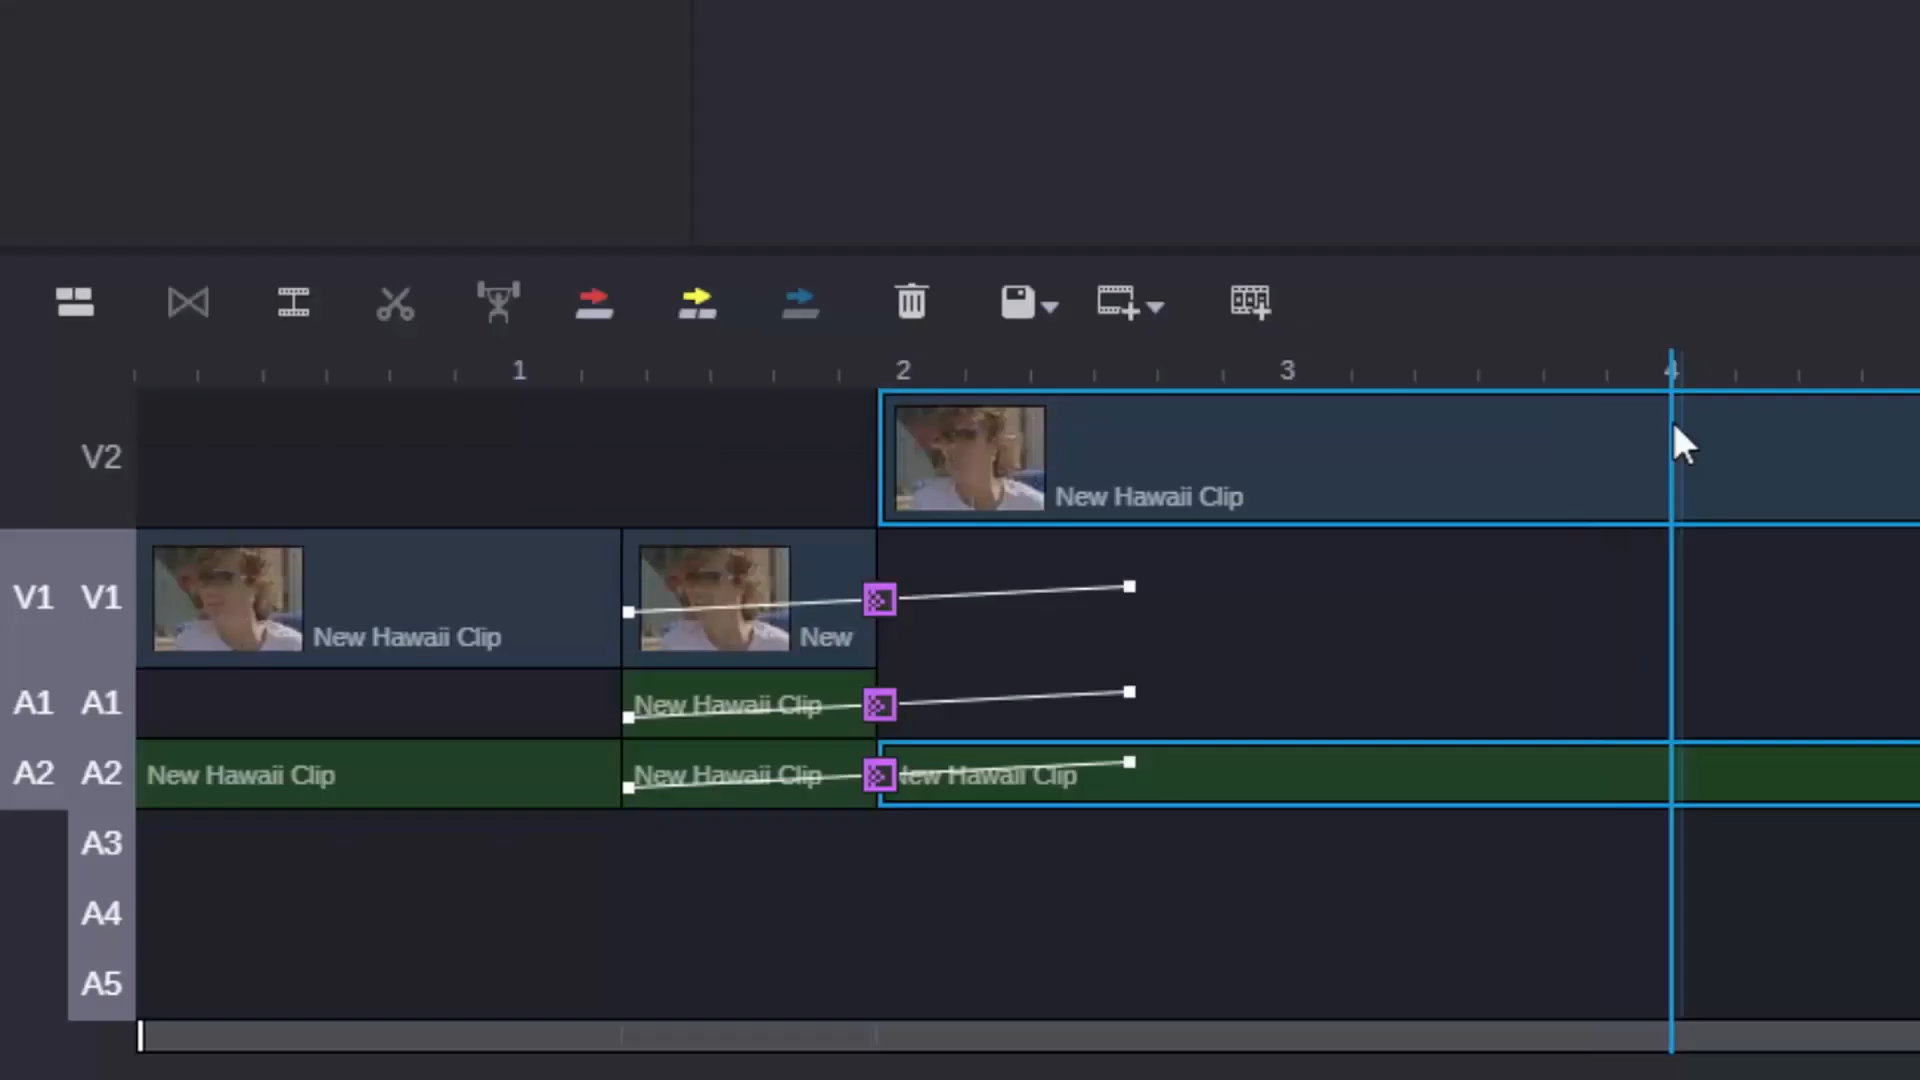 1 2 3 4
V2 New Hawaii Clip
V1 V1 New Hawaii Clip New
A1 A1 New Hawaii Clip
A2 A2 New Hawaii Clip New Hawaii Clip New Hawaii Clip
A3
A4
A5